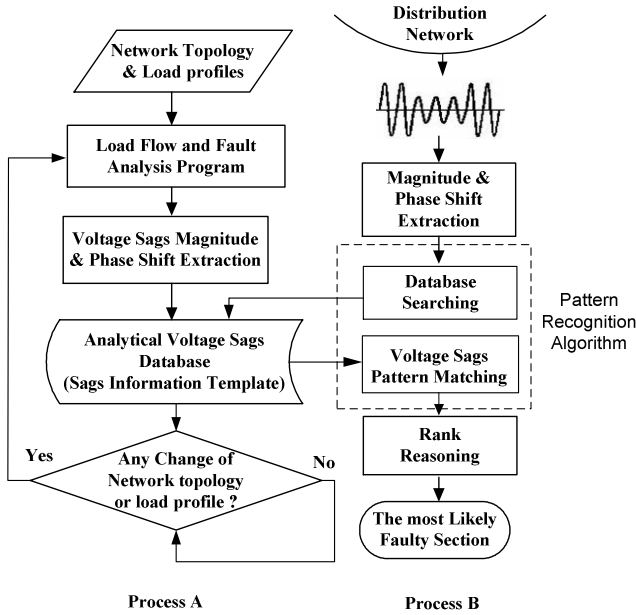 Network Topology
& Load profiles
Load Flow and Fault
Analysis Program
Voltage Sags Magnitude
& Phase Shift Extraction
Analytical Voltage Sags
Database
(Sags Information Template)
Yes
Any Change of
Network topology
or load profile ?
No
Process A
Distribution
Network
Magnitude &
Phase Shift
Extraction
Database
Searching
Voltage Sags
Pattern Matching
Pattern
Recognition
Algorithm
Rank
Reasoning
The most Likely
Faulty Section
Process B